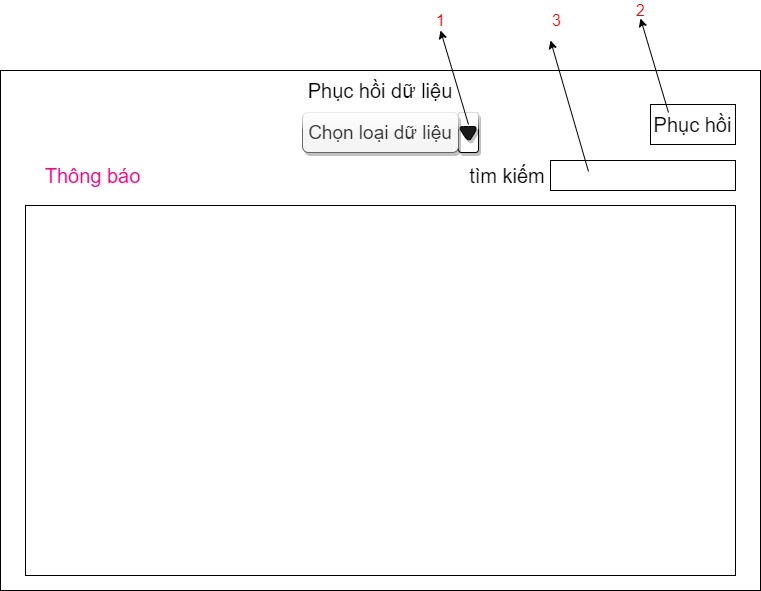 1
3
2
Phục hồi dữ liệu
Chọn loại dữ liệu
Phục hồi
Thông báo
tìm kiếm